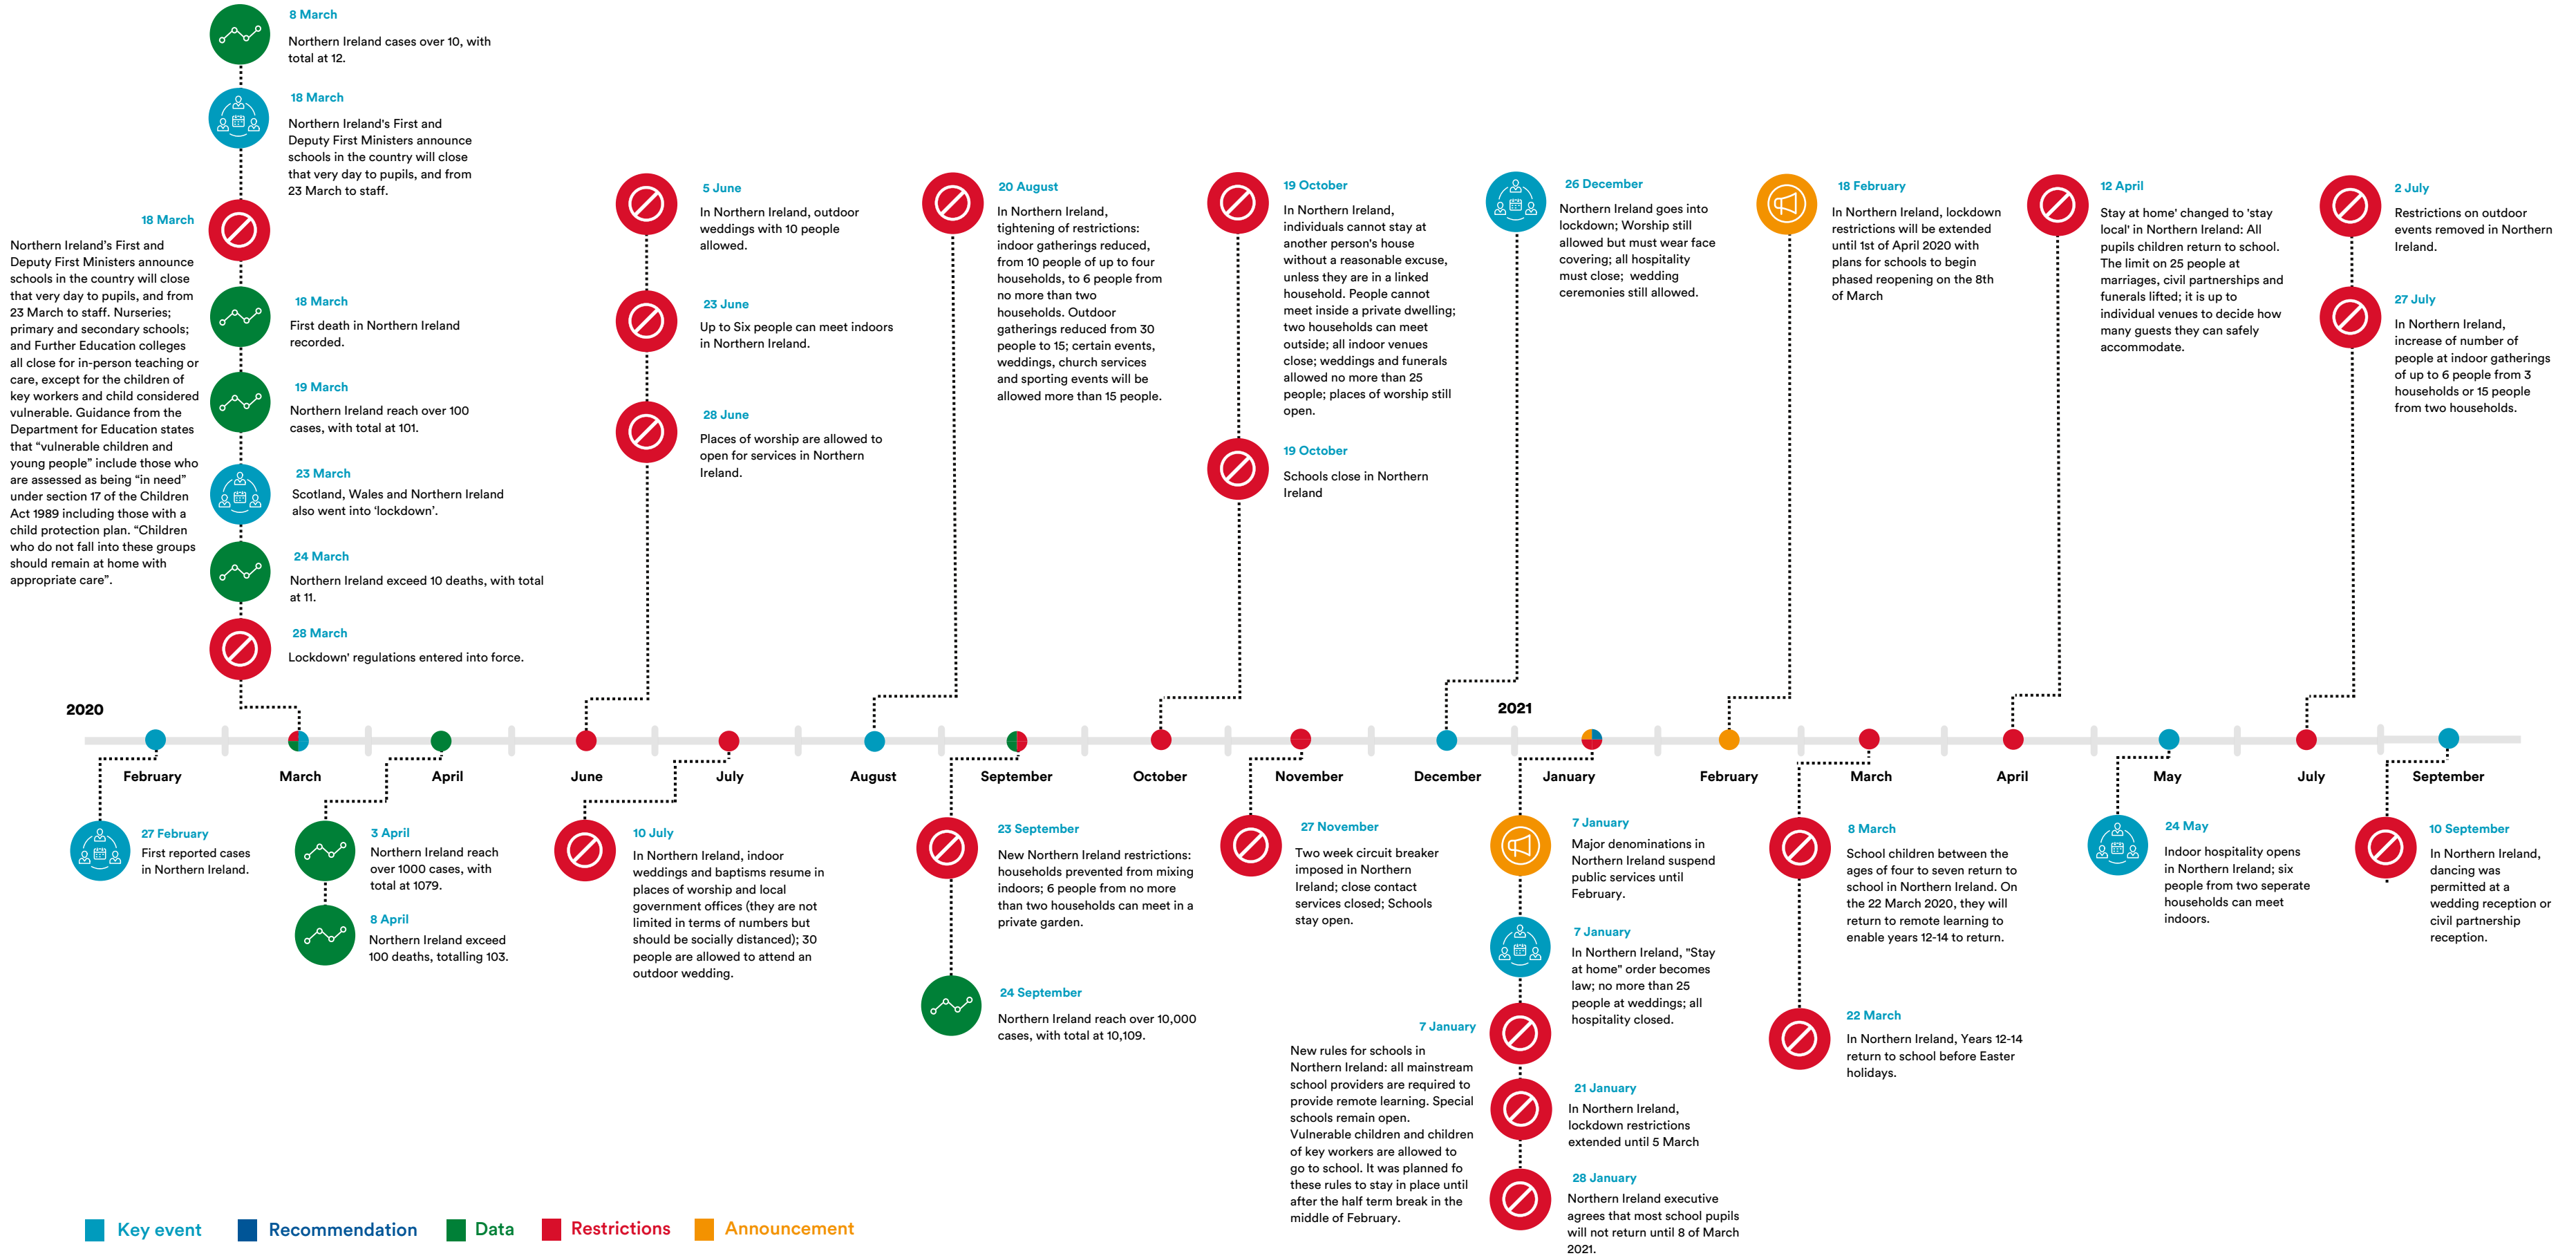 8 March
Northern Ireland cases over 10, with
total at 12.
18 March
Northern Ireland's First and
Deputy First Ministers announce
schools in the country will close
that very day to pupils, and from
23 March to staff.
18 March
Northern Ireland's First and
Deputy First Ministers announce
schools in the country will close
that very day to pupils, and from
23 March to staff. Nurseries;
primary and secondary schools;
and Further Education colleges
all close for in-person teaching or
care, except for the children of
key workers and child considered
vulnerable. Guidance from the
Department for Education states
that “vulnerable children and
young people” include those who
are assessed as being “in need”
under section 17 of the Children
Act 1989 including those with a
child protection plan. “Children
who do not fall into these groups
should remain at home with
appropriate care”.
18 March
First death in Northern Ireland
recorded.
19 March
Northern Ireland reach over 100
cases, with total at 101.
23 March
Scotland, Wales and Northern Ireland
also went into ‘lockdown’.
24 March
Northern Ireland exceed 10 deaths, with total
at 11.
28 March
Lockdown' regulations entered into force.
5 June
In Northern Ireland, outdoor
weddings with 10 people
allowed.
23 June
Up to Six people can meet indoors
in Northern Ireland.
28 June
Places of worship are allowed to
open for services in Northern
Ireland.
20 August
In Northern Ireland,
tightening of restrictions:
indoor gatherings reduced,
from 10 people of up to four
households, to 6 people from
no more than two
households. Outdoor
gatherings reduced from 30
people to 15; certain events,
weddings, church services
and sporting events will be
allowed more than 15 people.
19 October
In Northern Ireland,
individuals cannot stay at
another person's house
without a reasonable excuse,
unless they are in a linked
household. People cannot
meet inside a private dwelling;
two households can meet
outside; all indoor venues
close; weddings and funerals
allowed no more than 25
people; places of worship still
open.
19 October
Schools close in Northern
Ireland
26 December
Northern Ireland goes into
lockdown; Worship still
allowed but must wear face
covering; all hospitality
must close; wedding
ceremonies still allowed.
18 February
In Northern Ireland, lockdown
restrictions will be extended
until 1st of April 2020 with
plans for schools to begin
phased reopening on the 8th
of March
12 April
Stay at home' changed to 'stay
local' in Northern Ireland: All
pupils children return to school.
The limit on 25 people at
marriages, civil partnerships and
funerals lifted; it is up to
individual venues to decide how
many guests they can safely
accommodate.
2 July
Restrictions on outdoor
events removed in Northern
Ireland.
27 July
In Northern Ireland,
increase of number of
people at indoor gatherings
of up to 6 people from 3
households or 15 people
from two households.
2020
2021
February
March
April
June
July
August
September
October
November
December
January
February
March
April
May
July
September
27 February
First reported cases
in Northern Ireland.
3 April
Northern Ireland reach
over 1000 cases, with
total at 1079.
8 April
Northern Ireland exceed
100 deaths, totalling 103.
10 July
In Northern Ireland, indoor
weddings and baptisms resume in
places of worship and local
government offices (they are not
limited in terms of numbers but
should be socially distanced); 30
people are allowed to attend an
outdoor wedding.
23 September
New Northern Ireland restrictions:
households prevented from mixing
indoors; 6 people from no more
than two households can meet in a
private garden.
24 September
Northern Ireland reach over 10,000
cases, with total at 10,109.
27 November
Two week circuit breaker
imposed in Northern
Ireland; close contact
services closed; Schools
stay open.
7 January
Major denominations in
Northern Ireland suspend
public services until
February.
7 January
In Northern Ireland, "Stay
at home" order becomes
law; no more than 25
people at weddings; all
hospitality closed.
7 January
New rules for schools in
Northern Ireland: all mainstream
school providers are required to
provide remote learning. Special
schools remain open.
Vulnerable children and children
of key workers are allowed to
go to school. It was planned fo
these rules to stay in place until
after the half term break in the
middle of February.
21 January
In Northern Ireland,
lockdown restrictions
extended until 5 March
28 January
Northern Ireland executive
agrees that most school pupils
will not return until 8 of March
2021.
8 March
School children between the
ages of four to seven return to
school in Northern Ireland. On
the 22 March 2020, they will
return to remote learning to
enable years 12-14 to return.
22 March
In Northern Ireland, Years 12-14
return to school before Easter
holidays.
24 May
Indoor hospitality opens
in Northern Ireland; six
people from two seperate
households can meet
indoors.
10 September
In Northern Ireland,
dancing was
permitted at a
wedding reception or
civil partnership
reception.
Key event
Recommendation
Data
Restrictions
Announcement